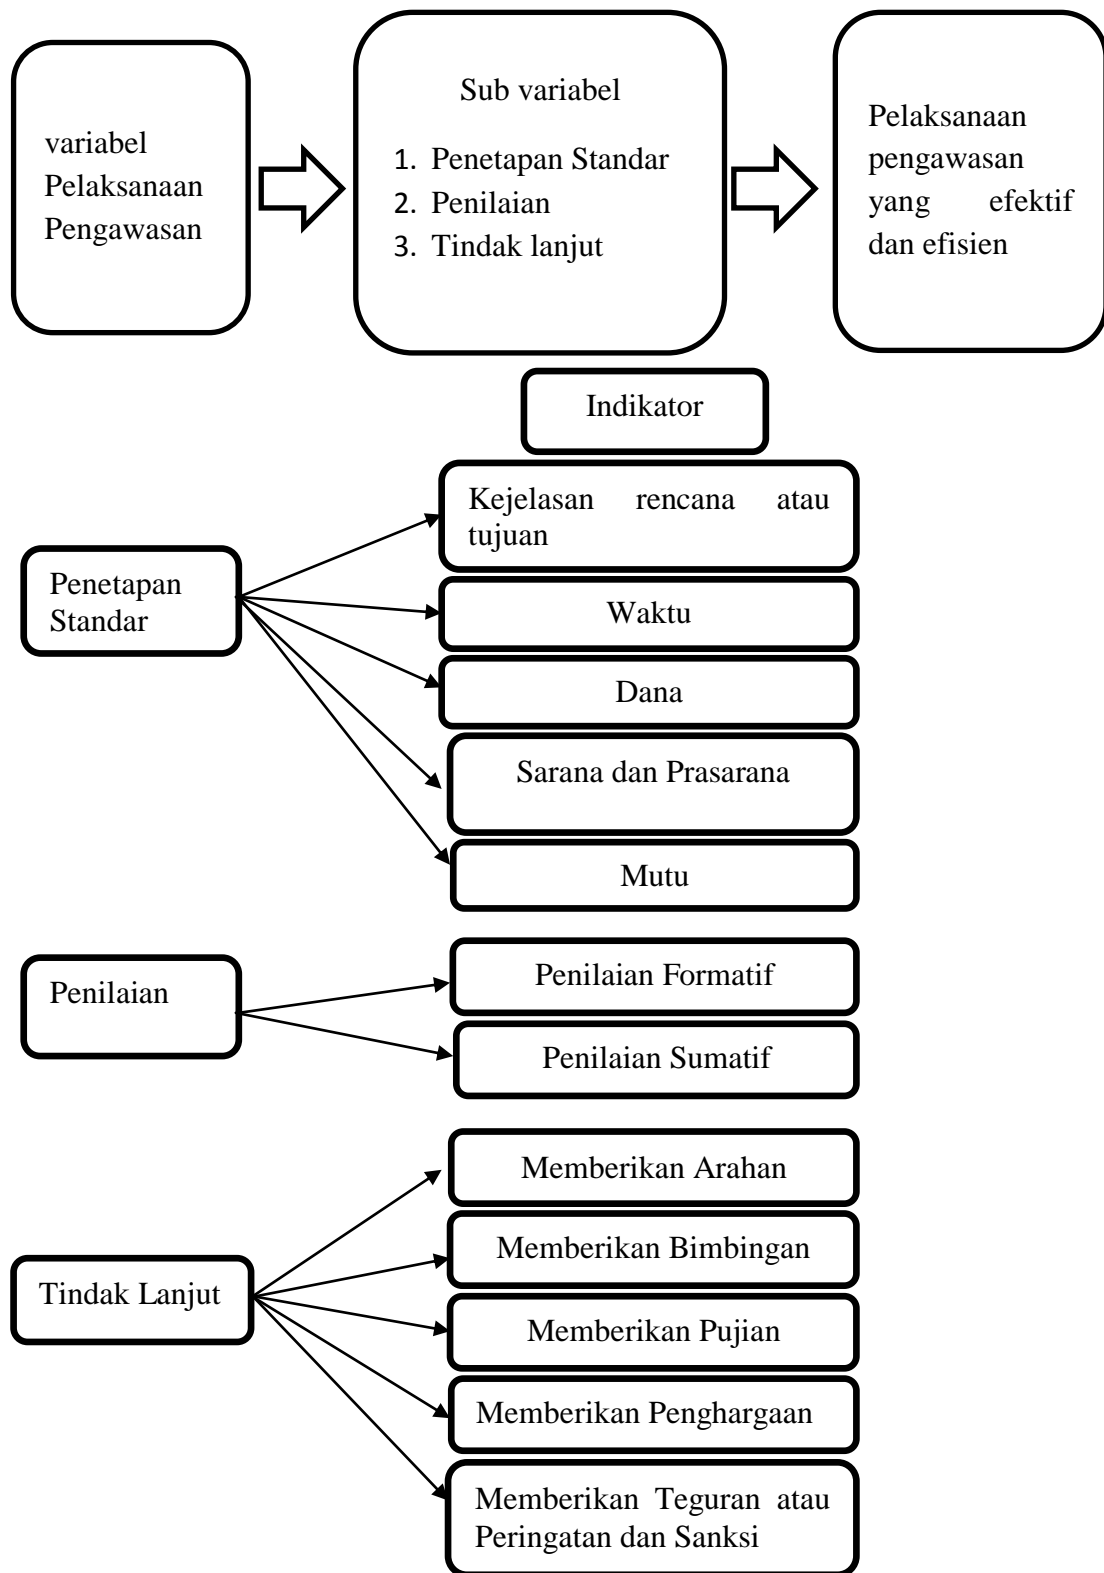 variabel
Pelaksanaan
Pengawasan
Sub variabel
1. Penetapan Standar
2. Penilaian
3. Tindak lanjut
Pelaksanaan
pengawasan
yang efektif
dan efisien
Indikator
Penetapan
Standar
Kejelasan rencana atau
tujuan
Waktu
Dana
Sarana dan Prasarana
Mutu
Penilaian
Penilaian Formatif
Penilaian Sumatif
Tindak Lanjut
Memberikan Arahan
Memberikan Bimbingan
Memberikan Pujian
Memberikan Penghargaan
Memberikan Teguran atau
Peringatan dan Sanksi